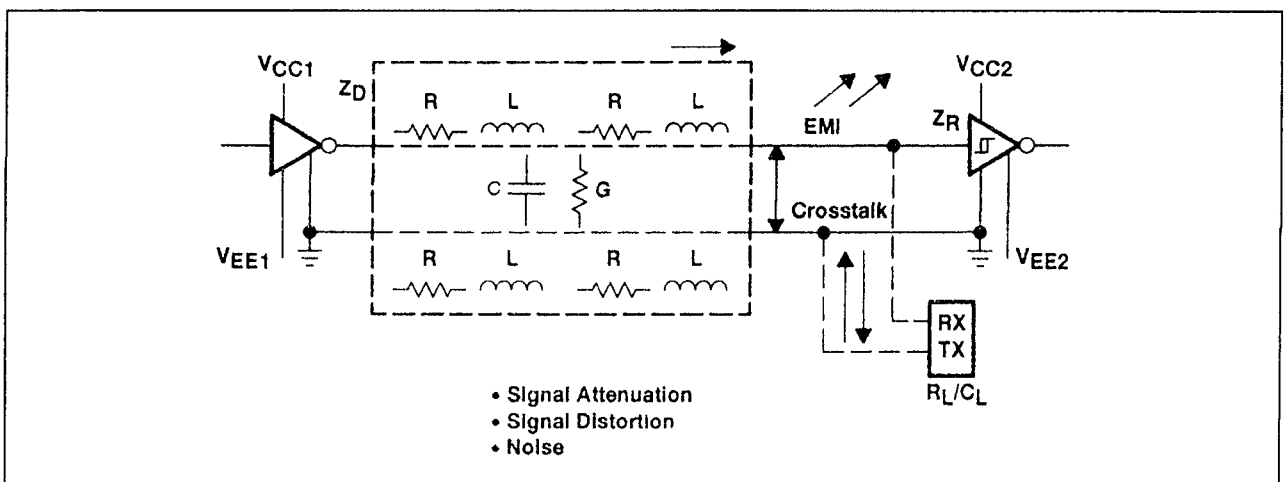 VCC1
ZD
R L R L
EMI
VCC2
ZR
C G
Crosstalk
VEE1
R L R L
VEE2
RX
TX
RL/CL
• Signal Attenuation
• Signal Distortion
• Noise